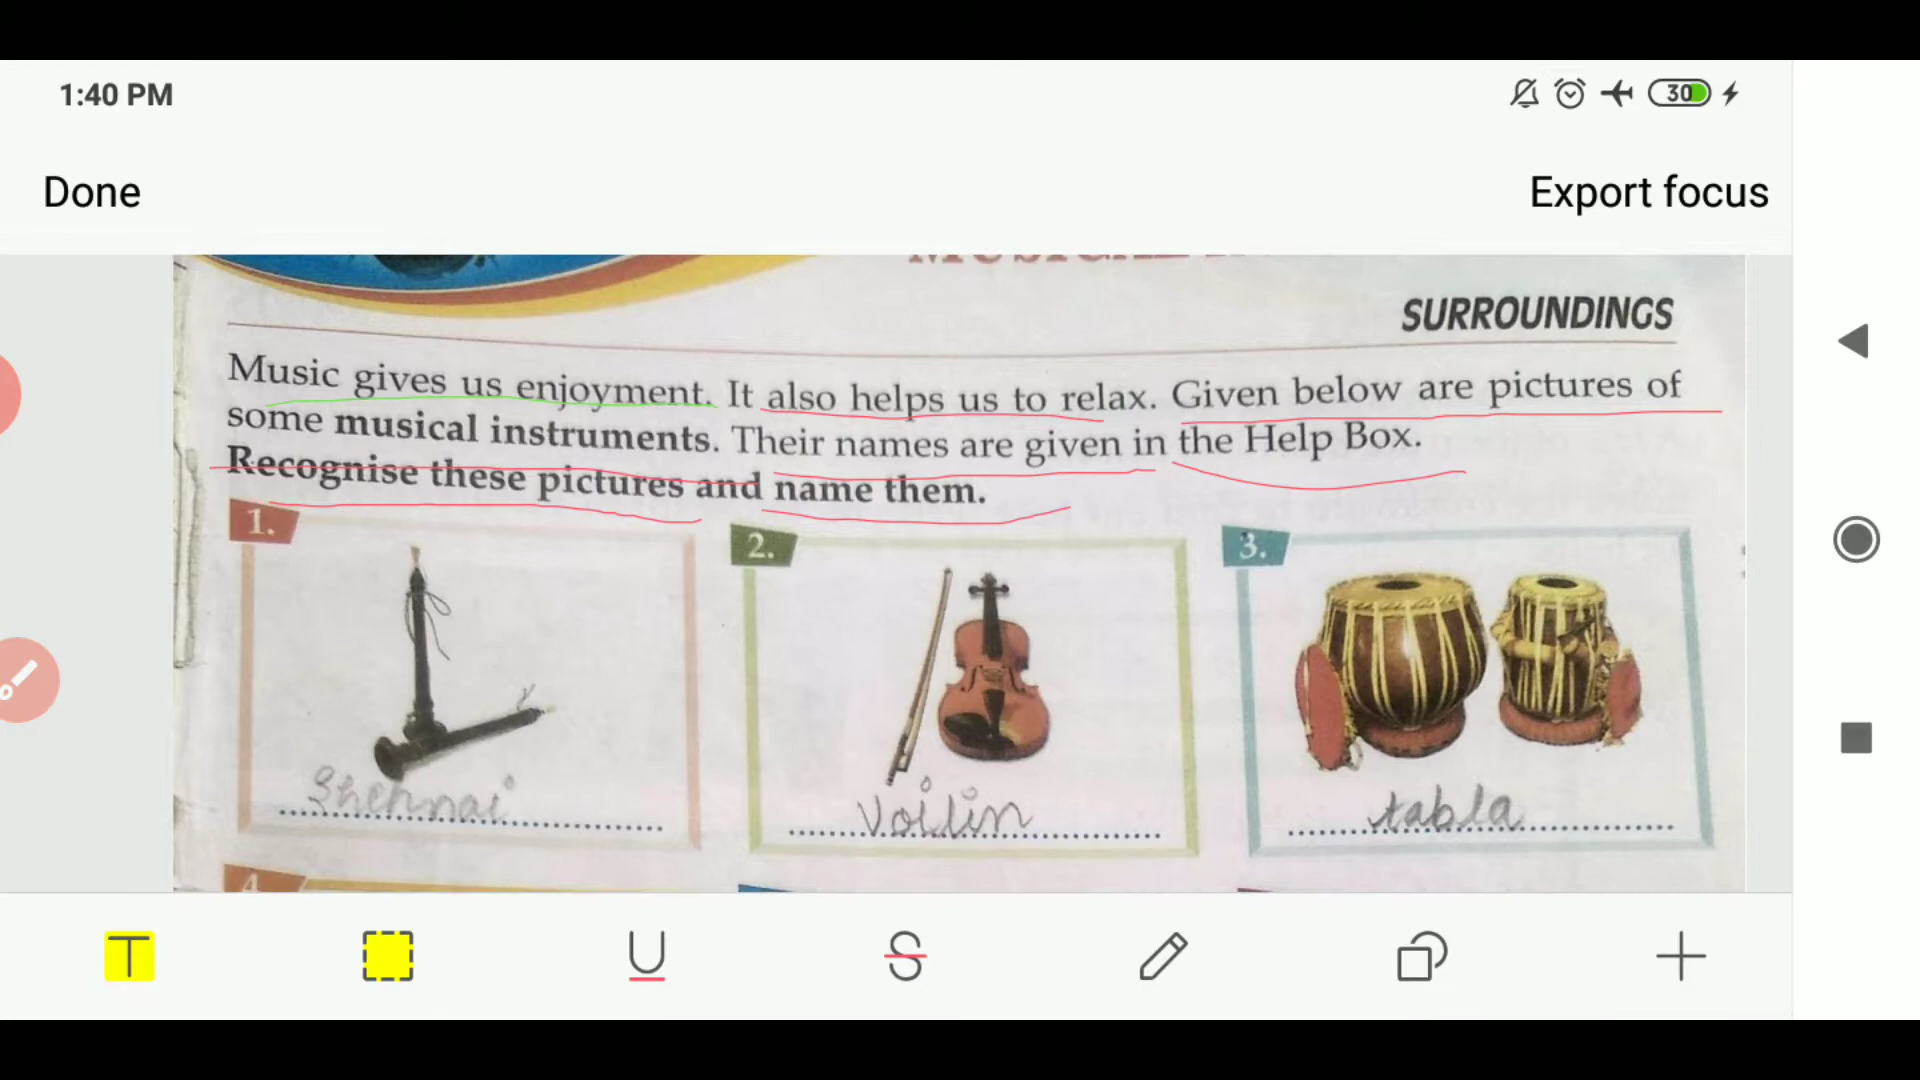 1:40 PM
30
Done
Export focus
SURROUNDINGS
Music gives us enjoyment. It also helps us to relax. Given below are pictures of
some musical instruments. Their names are given in the Help Box.
Recognise these pictures and name them.
1.
2.
3.
Shehnai
Voilin
tabla
4.
T
U
S